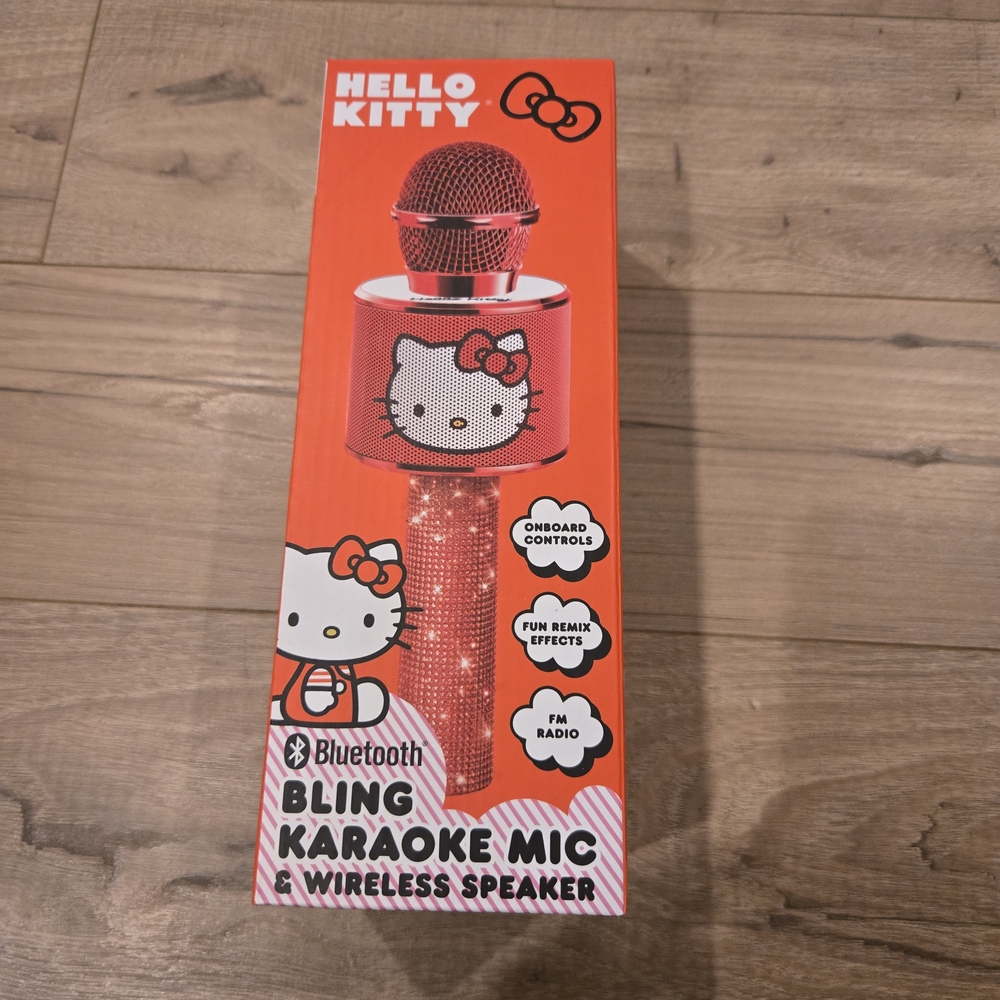 HELLO
KITTY
ONBOARD
CONTROLS
FUN REMIX
EFFECTS
FM
RADIO
Bluetooth®
BLING
KARAOKE MIC
& WIRELESS SPEAKER